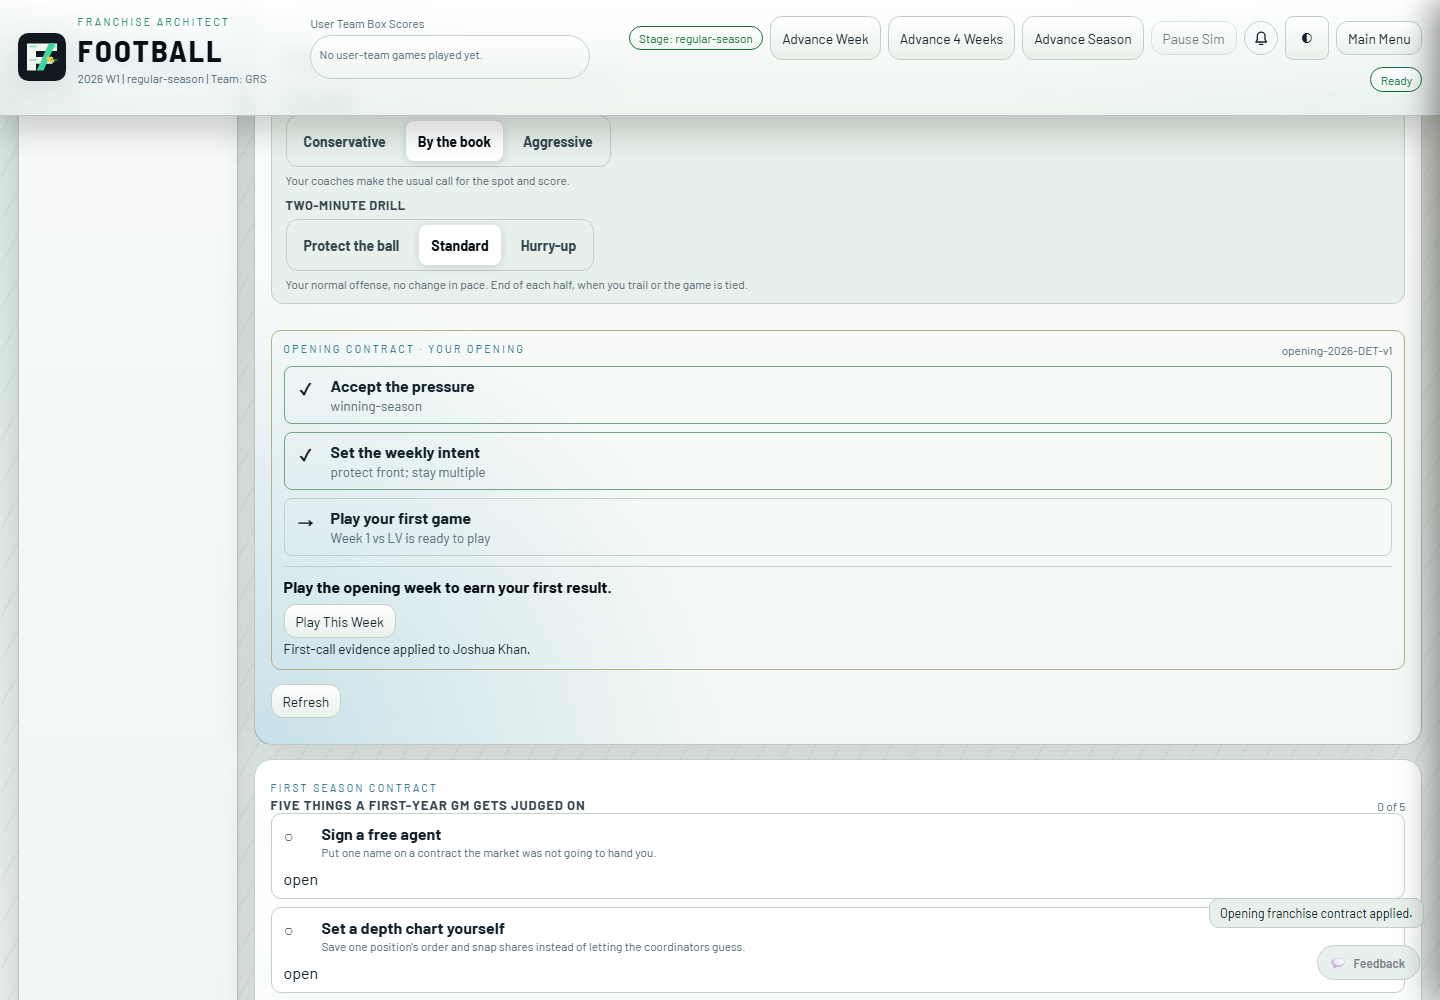 FRANCHISE ARCHITECT
FOOTBALL
2026 W1 | regular-season | Team: GRS
User Team Box Scores
No user-team games played yet.
Stage: regular-season
Advance Week
Advance 4 Weeks
Advance Season
Pause Sim
Main Menu
Ready
Conservative
By the book
Aggressive
Your coaches make the usual call for the spot and score.
TWO-MINUTE DRILL
Protect the ball
Standard
Hurry-up
Your normal offense, no change in pace. End of each half, when you trail or the game is tied.
OPENING CONTRACT · YOUR OPENING
opening-2026-DET-v1
Accept the pressure
winning-season
Set the weekly intent
protect front; stay multiple
Play your first game
Week 1 vs LV is ready to play
Play the opening week to earn your first result.
Play This Week
First-call evidence applied to Joshua Khan.
Refresh
FIRST SEASON CONTRACT
FIVE THINGS A FIRST-YEAR GM GETS JUDGED ON
0 of 5
Sign a free agent
Put one name on a contract the market was not going to hand you.
open
Set a depth chart yourself
Save one position's order and snap shares instead of letting the coordinators guess.
open
Opening franchise contract applied.
Feedback